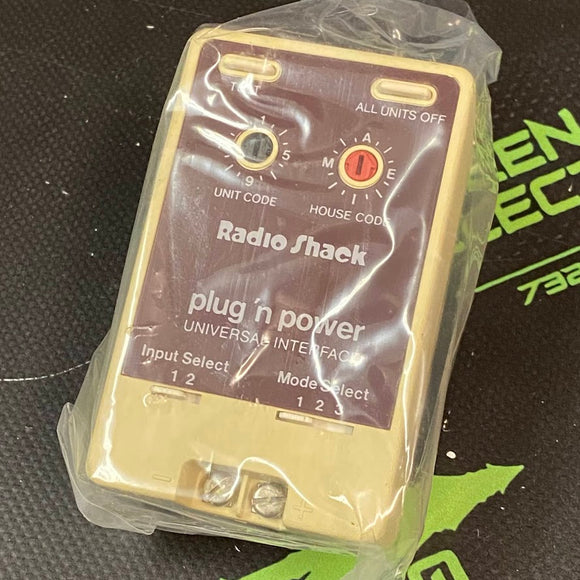 TEST
ALL UNITS OFF
1
5
9
UNIT CODE
A
M E
I
HOUSE CODE
Radio Shack
plug 'n power
UNIVERSAL INTERFACE
Input Select
1 2
Mode Select
1 2 3
- +
732